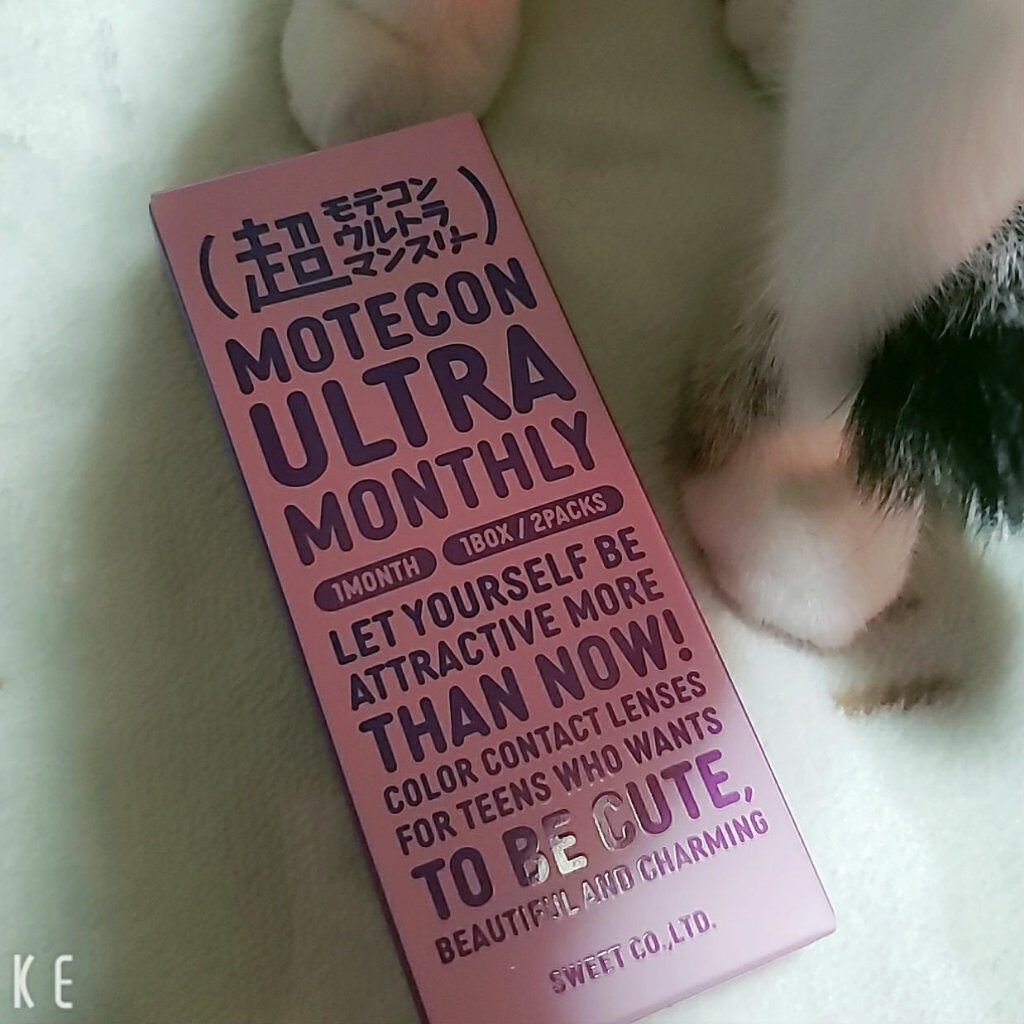 (超 モテコン
ウルトラ
マンスリー)
MOTECON
ULTRA
MONTHLY
1MONTH 1BOX / 2PACKS
LET YOURSELF BE
ATTRACTIVE MORE
THAN NOW!
COLOR CONTACT LENSES
FOR TEENS WHO WANTS
TO BE CUTE,
BEAUTIFUL AND CHARMING
SWEET CO.,LTD.
KE